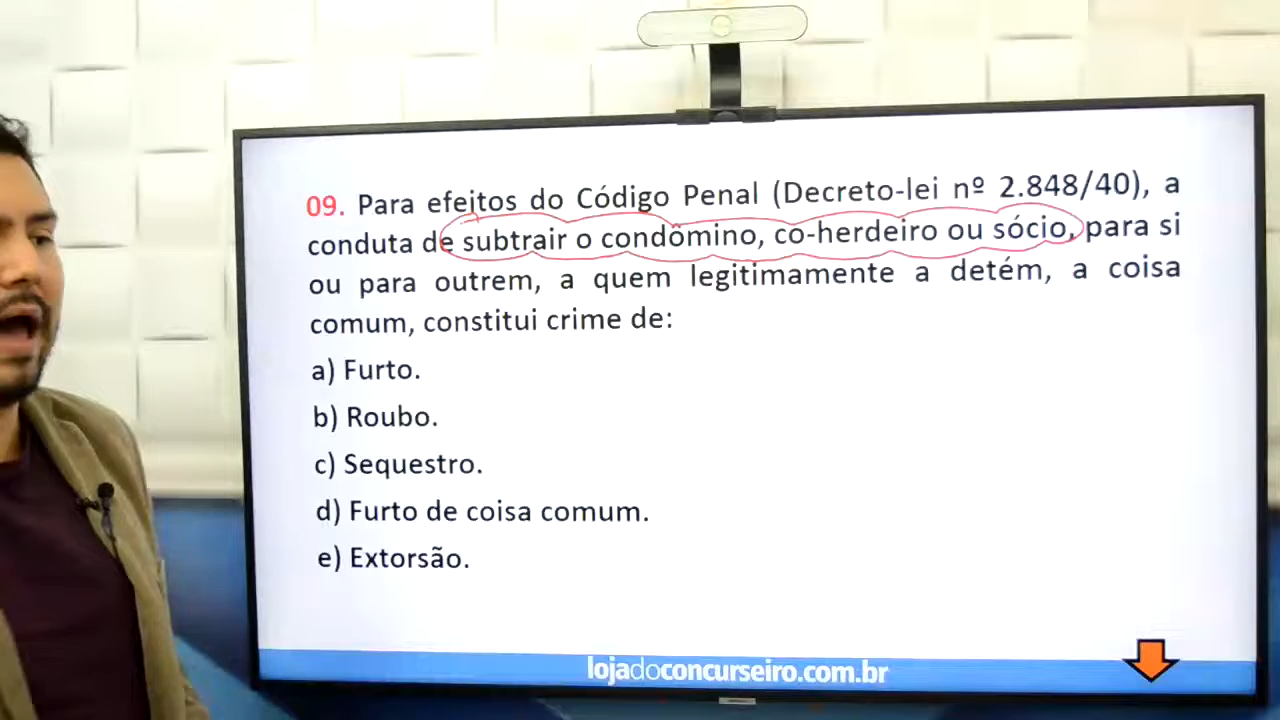 09. Para efeitos do Código Penal (Decreto-lei nº 2.848/40), a
conduta de subtrair o condômino, co-herdeiro ou sócio, para si
ou para outrem, a quem legitimamente a detém, a coisa
comum, constitui crime de:
a) Furto.
b) Roubo.
c) Sequestro.
d) Furto de coisa comum.
e) Extorsão.
lojadoconcurseiro.com.br